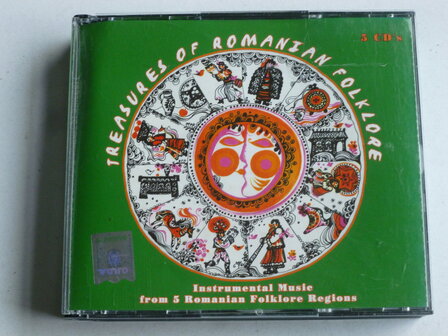 5 CD-s
TREASURES OF ROMANIAN FOLKLORE
Instrumental Music
from 5 Romanian Folklore Regions